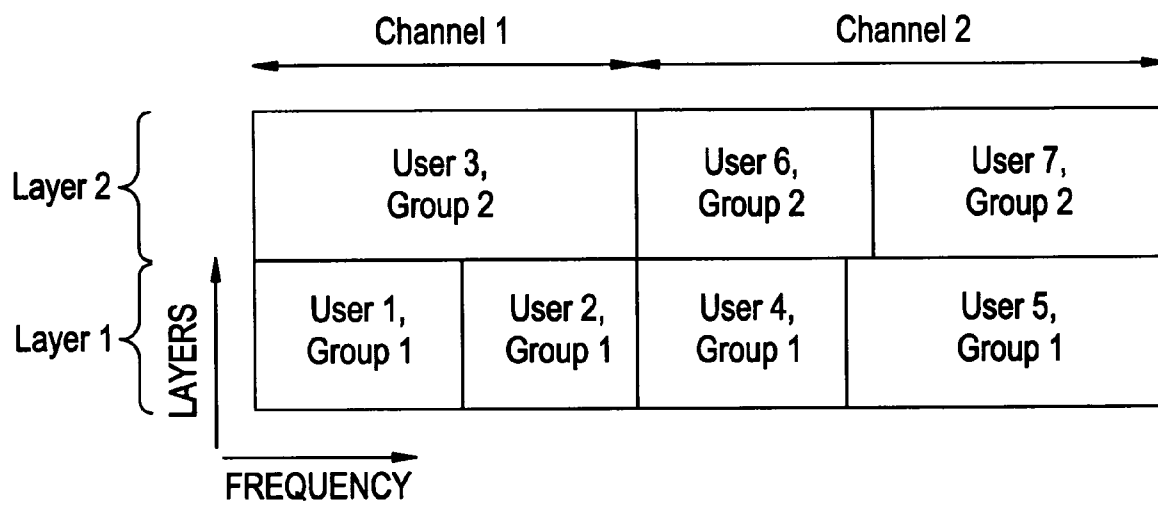 Channel 1
Channel 2
Layer 2
User 3,
Group 2
User 6,
Group 2
User 7,
Group 2
Layer 1
LAYERS
User 1,
Group 1
User 2,
Group 1
User 4,
Group 1
User 5,
Group 1
FREQUENCY